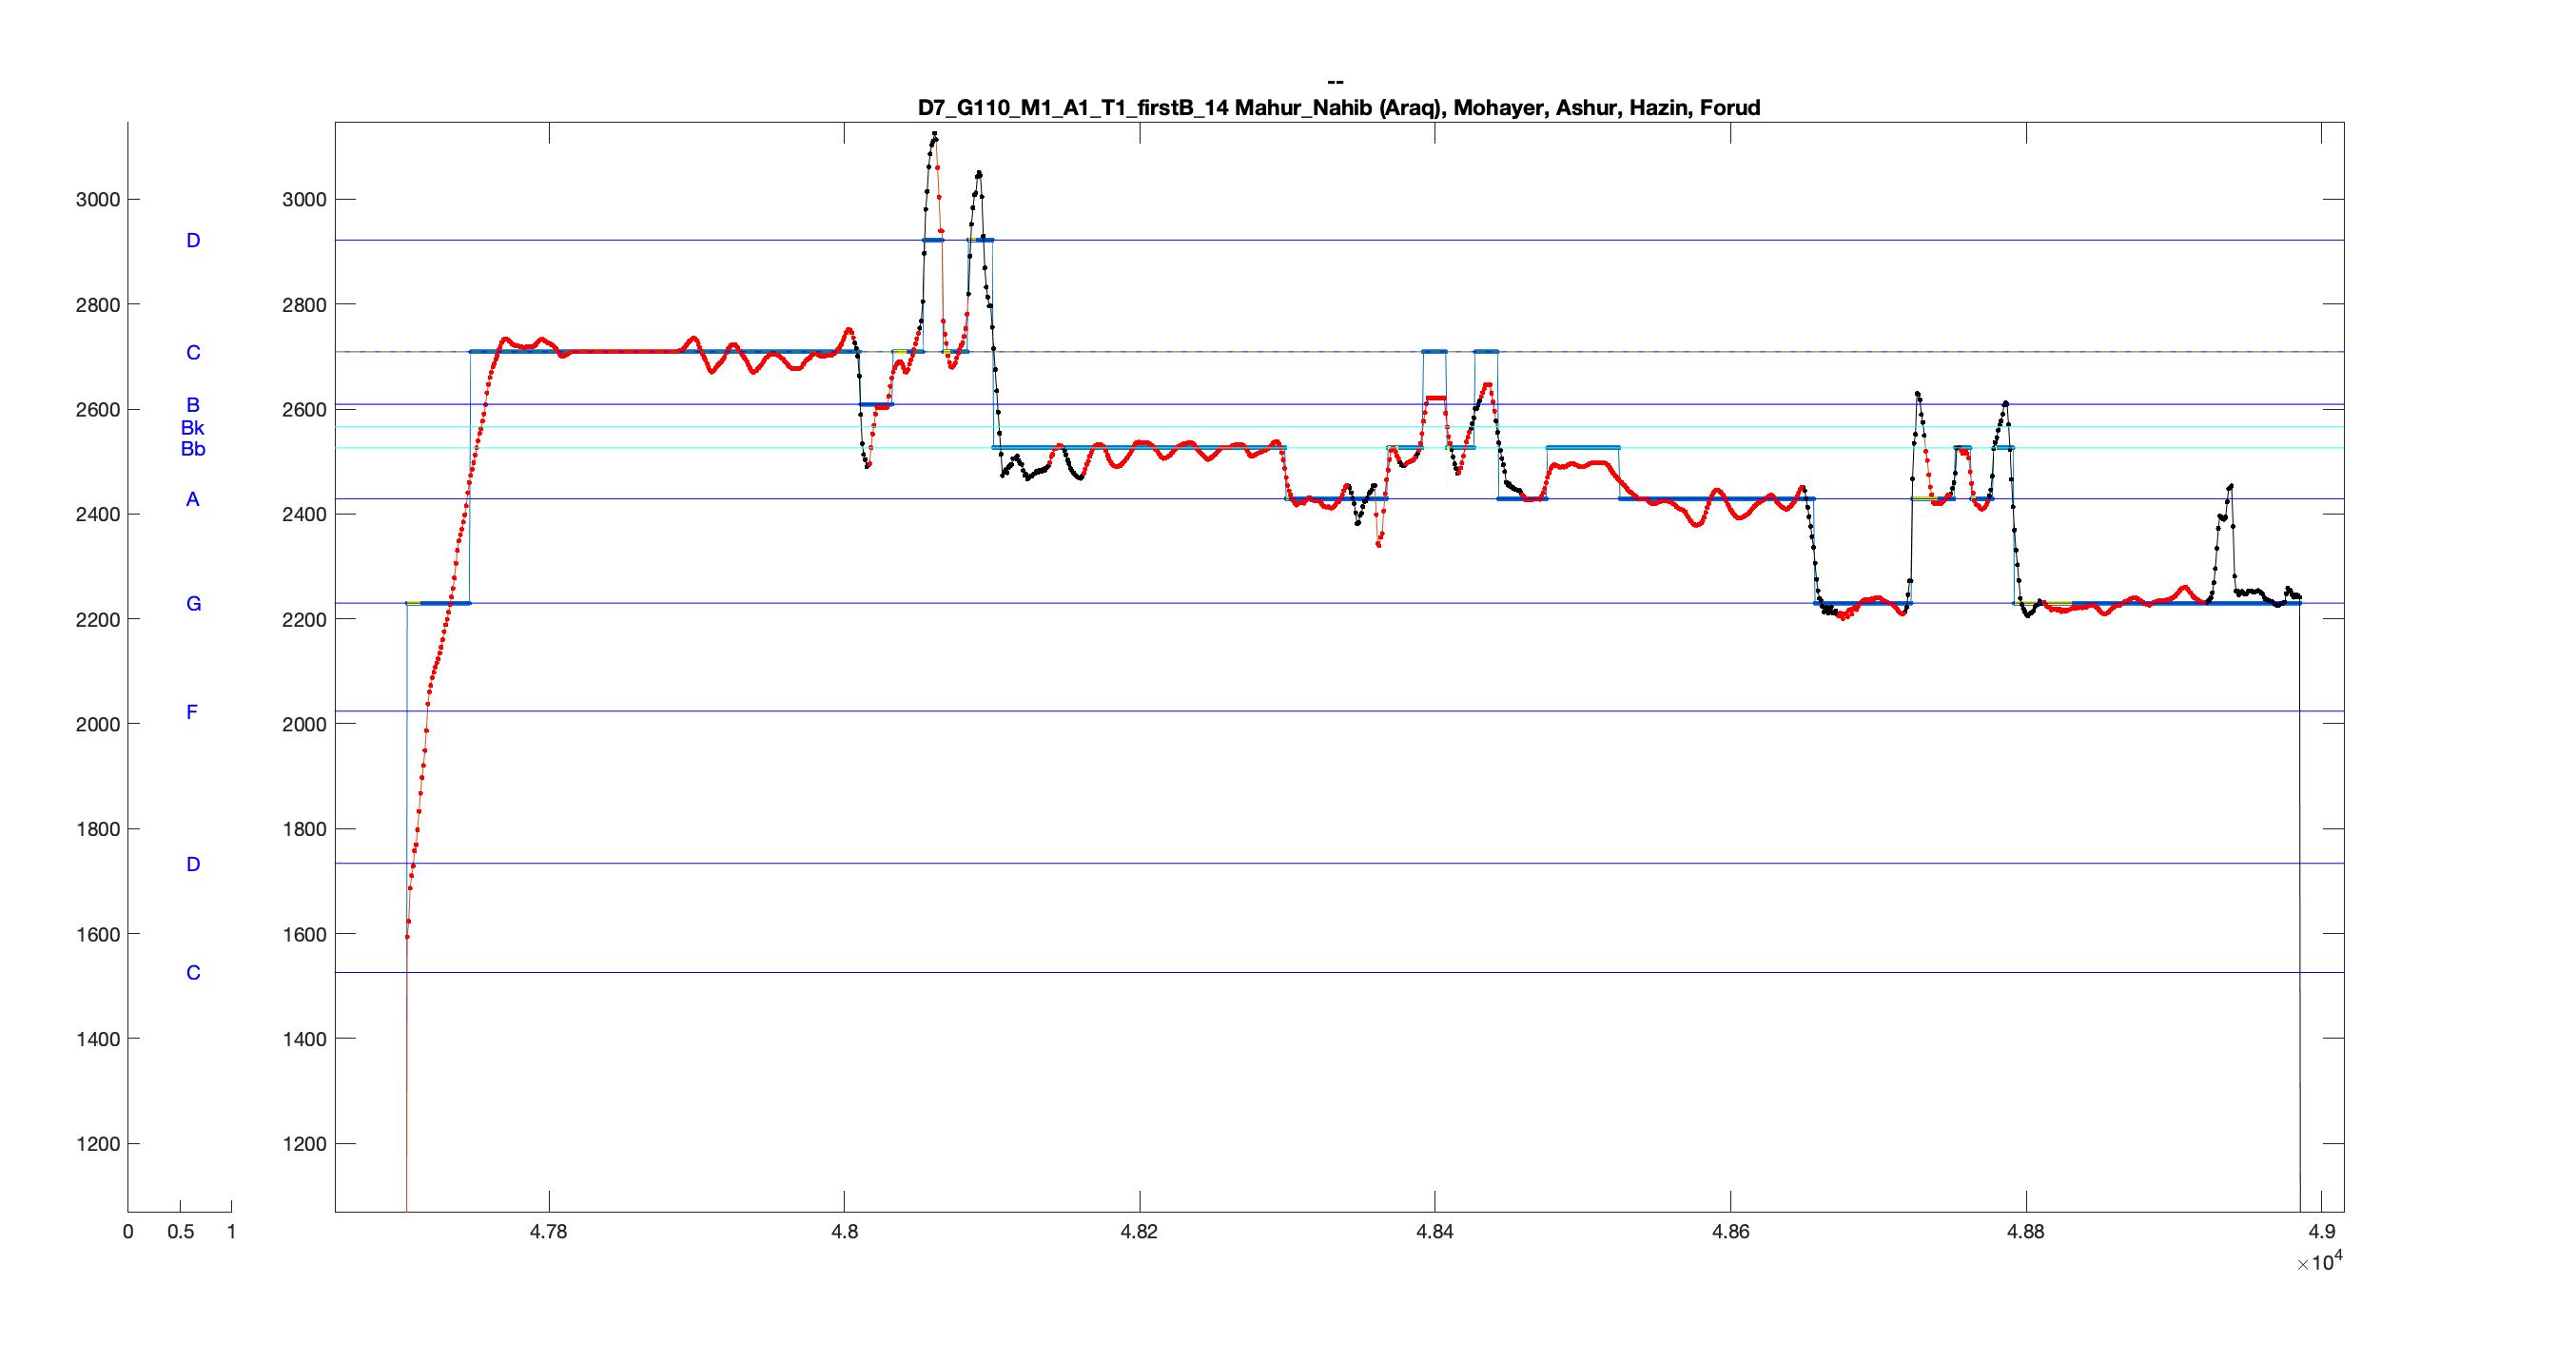 --
D7_G110_M1_A1_T1_firstB_14 Mahur_Nahib (Araq), Mohayer, Ashur, Hazin, Forud
3000 D 3000
2800 2800
C
2600 B 2600
Bk
Bb
2400 A 2400
2200 G 2200
2000 F 2000
1800 1800
D
1600 1600
C
1400 1400
1200 1200
0 0.5 1 4.78 4.8 4.82 4.84 4.86 4.88 4.9
×10⁴